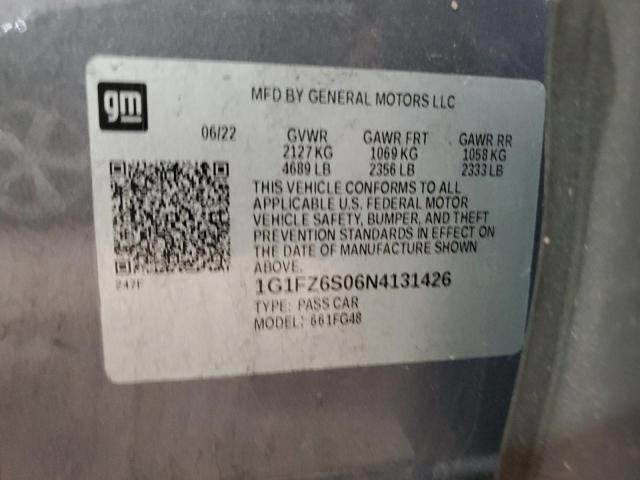 gm
MFD BY GENERAL MOTORS LLC
06/22 GVWR GAWR FRT GAWR RR
2127 KG 1069 KG 1058 KG
4689 LB 2356 LB 2333 LB
THIS VEHICLE CONFORMS TO ALL
APPLICABLE U.S. FEDERAL MOTOR
VEHICLE SAFETY, BUMPER, AND THEFT
PREVENTION STANDARDS IN EFFECT ON
THE DATE OF MANUFACTURE SHOWN
ABOVE.
247F
1G1FZ6S06N4131426
TYPE: PASS CAR
MODEL: 661FG48